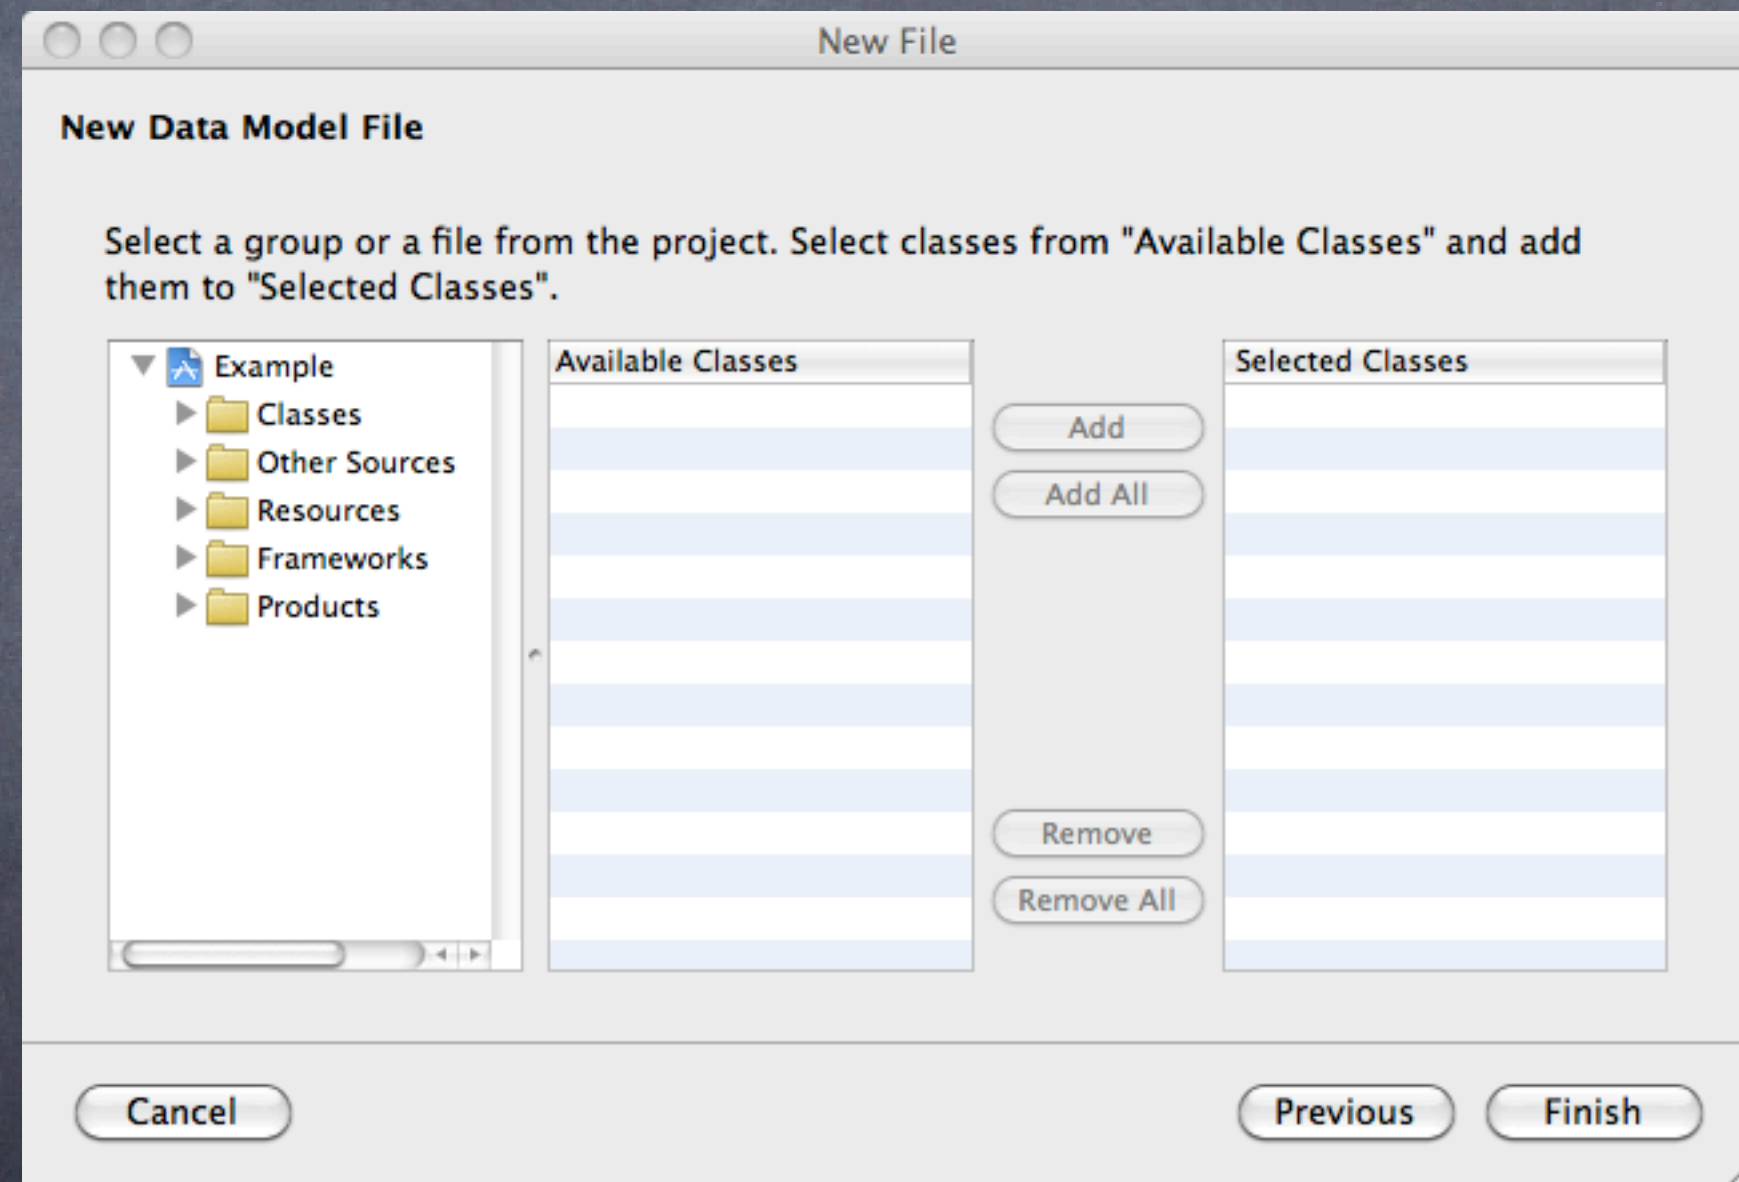 New File
New Data Model File
Select a group or a file from the project. Select classes from "Available Classes" and add
them to "Selected Classes".
Example
Classes
Other Sources
Resources
Frameworks
Products
Available Classes
Add
Add All
Remove
Remove All
Selected Classes
Cancel
Previous
Finish